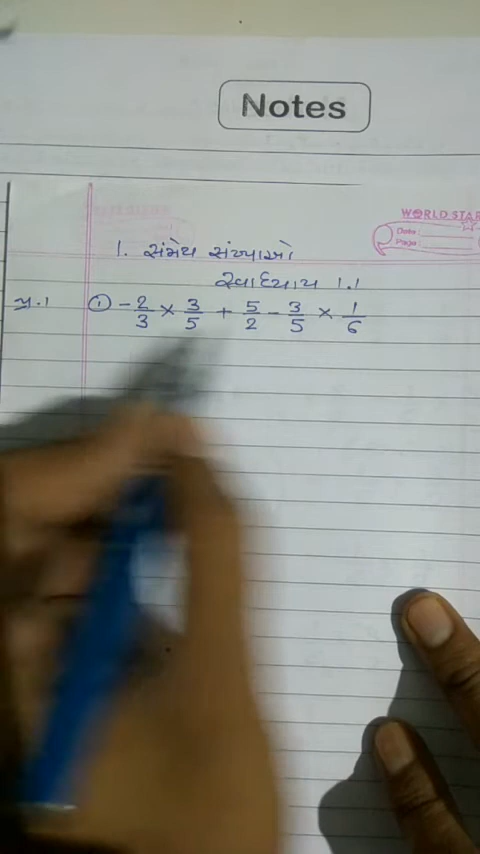 Notes
WORLD STAR
Date :
Page :
1. સંમેય સંખ્યાઓ
સ્વાધ્યાય 1.1
પ્ર.1 ① -2/3 × 3/5 + 5/2 - 3/5 × 1/6